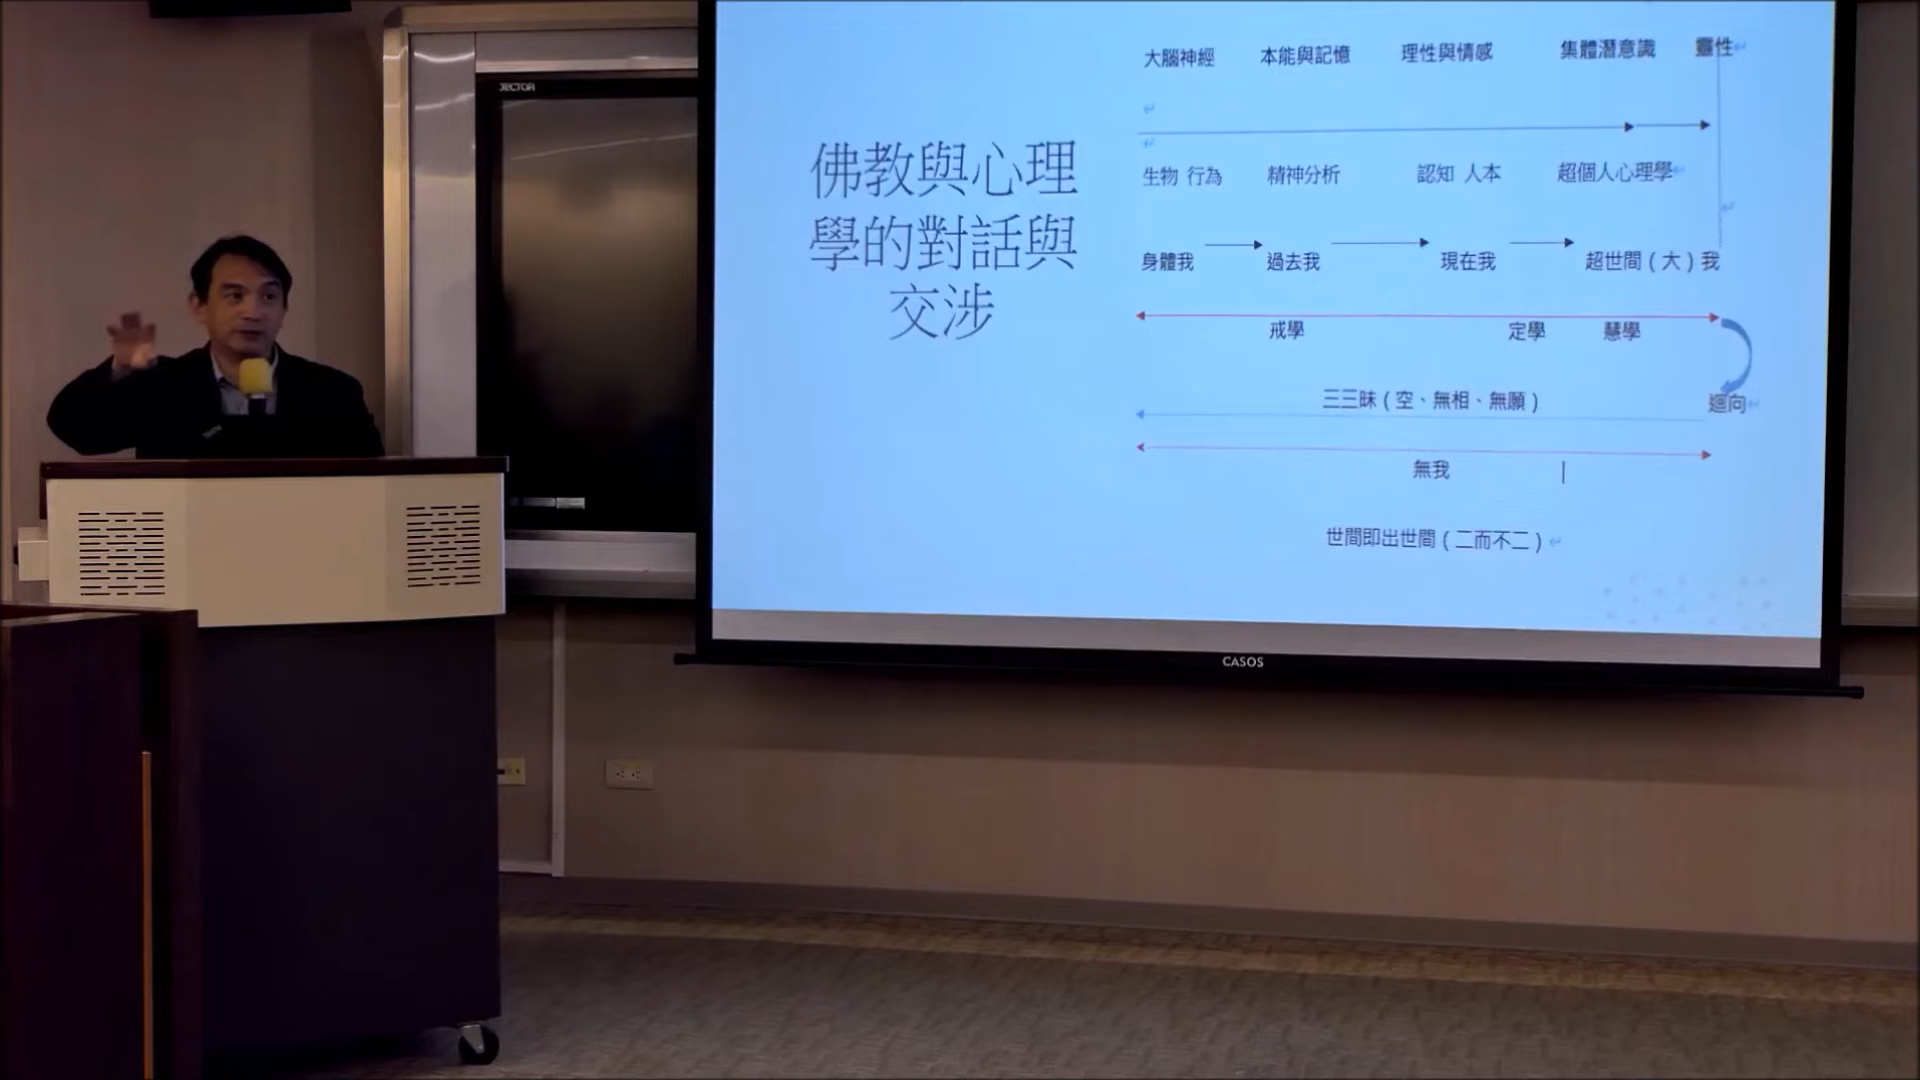 JECTOR
佛教與心理
學的對話與
交涉
大腦神經 本能與記憶 理性與情感 集體潛意識 靈性
生物 行為 精神分析 認知 人本 超個人心理學
身體我 過去我 現在我 超世間（大）我
戒學 定學 慧學
三三昧（空、無相、無願） 迴向
無我
世間即出世間（二而不二）
CASOS